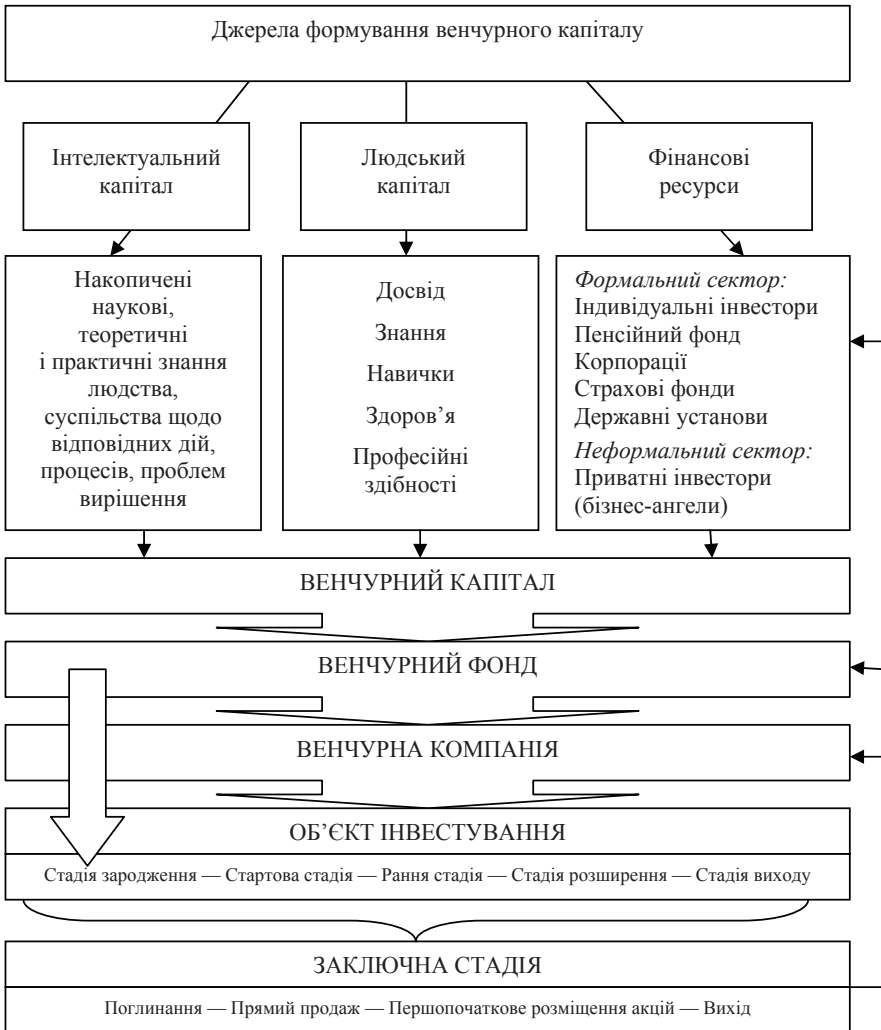 Джерела формування венчурного капіталу
Інтелектуальний
капітал
Людський
капітал
Фінансові
ресурси
Накопичені
наукові,
теоретичні
і практичні знання
людства,
суспільства щодо
відповідних дій,
процесів, проблем
вирішення
Досвід
Знання
Навички
Здоров’я
Професійні
здібності
Формальний сектор:
Індивідуальні інвестори
Пенсійний фонд
Корпорації
Страхові фонди
Державні установи
Неформальний сектор:
Приватні інвестори
(бізнес-ангели)
ВЕНЧУРНИЙ КАПІТАЛ
ВЕНЧУРНИЙ ФОНД
ВЕНЧУРНА КОМПАНІЯ
ОБ’ЄКТ ІНВЕСТУВАННЯ
Стадія зародження — Стартова стадія — Рання стадія — Стадія розширення — Стадія виходу
ЗАКЛЮЧНА СТАДІЯ
Поглинання — Прямий продаж — Першопочаткове розміщення акцій — Вихід